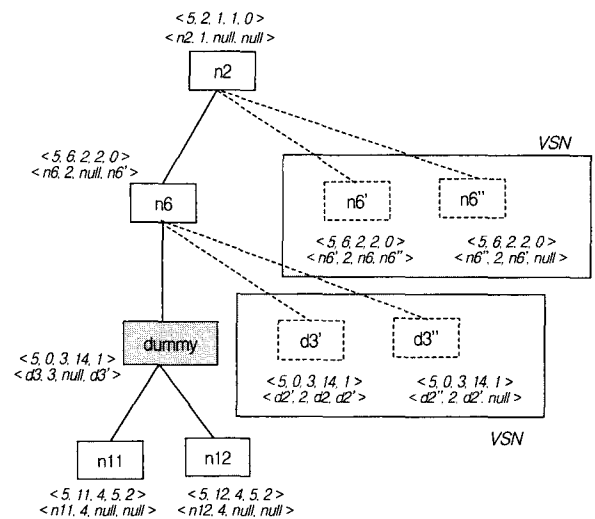 < 5, 2, 1, 1, 0 >
< n2, 1, null, null >
n2
VSN
< 5, 6, 2, 2, 0 >
< n6, 2, null, n6' >
n6
n6'
n6''
< 5, 6, 2, 2, 0 >
< n6', 2, n6, n6'' >
< 5, 6, 2, 2, 0 >
< n6'', 2, n6', null >
dummy
< 5, 0, 3, 14, 1 >
< d3, 3, null, d3' >
d3'
d3''
< 5, 0, 3, 14, 1 >
< d2', 2, d2, d2' >
< 5, 0, 3, 14, 1 >
< d2'', 2, d2', null >
VSN
n11
n12
< 5, 11, 4, 5, 2 >
< n11, 4, null, null >
< 5, 12, 4, 5, 2 >
< n12, 4, null, null >